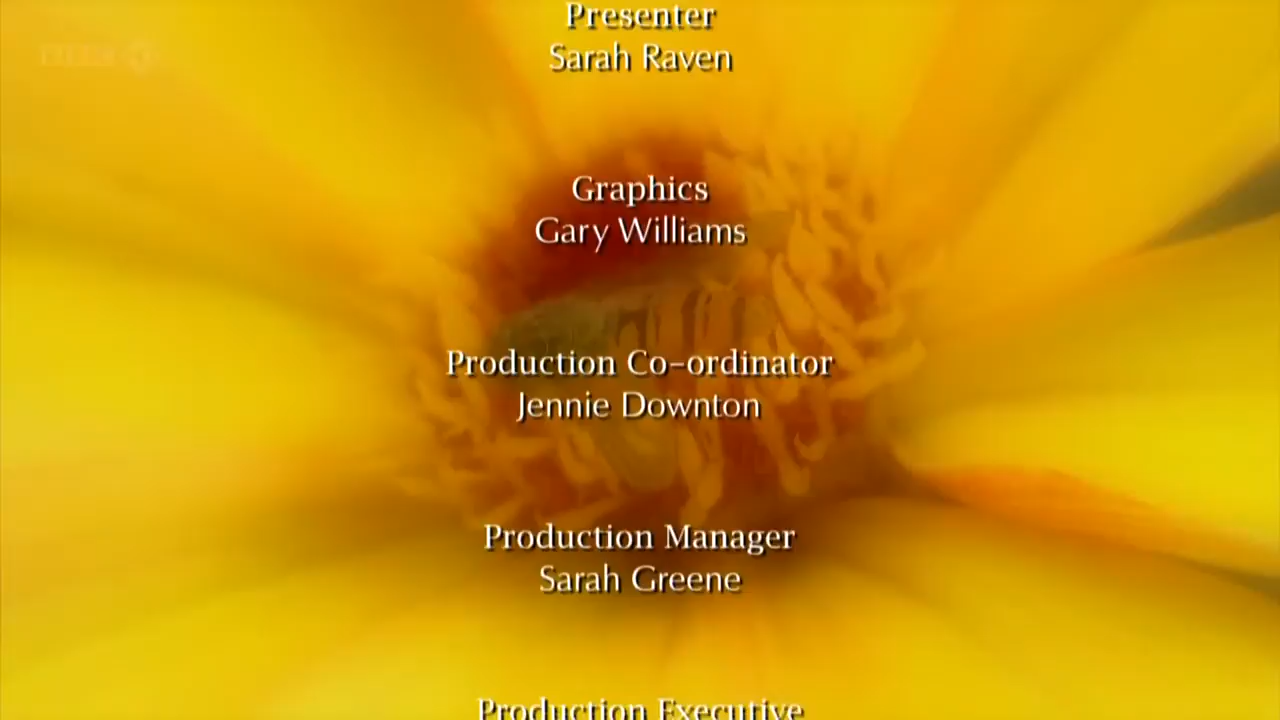 Presenter
Sarah Raven
Graphics
Gary Williams
Production Co-ordinator
Jennie Downton
Production Manager
Sarah Greene
Production Executive